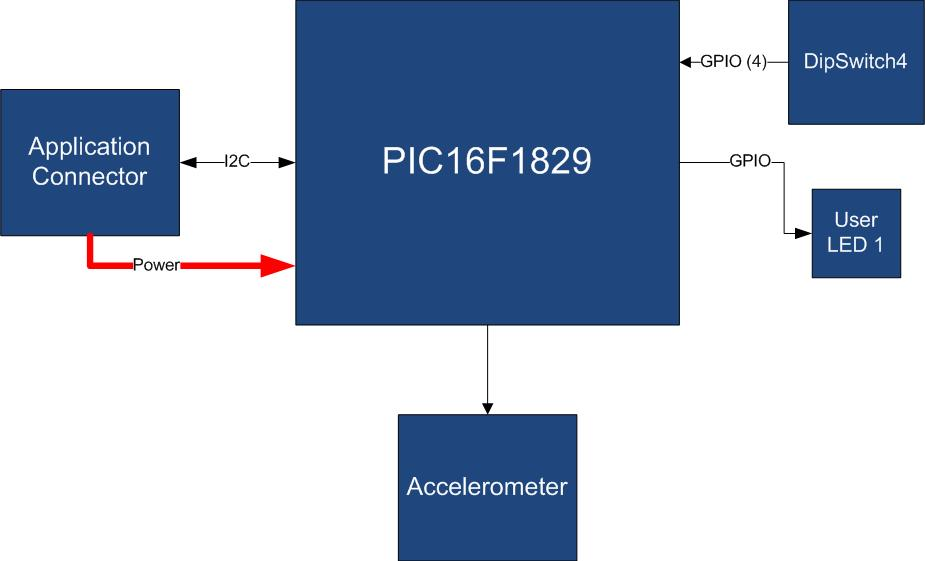 GPIO (4)
DipSwitch4
Application
Connector
I2C
PIC16F1829
GPIO
User
LED 1
Power
Accelerometer